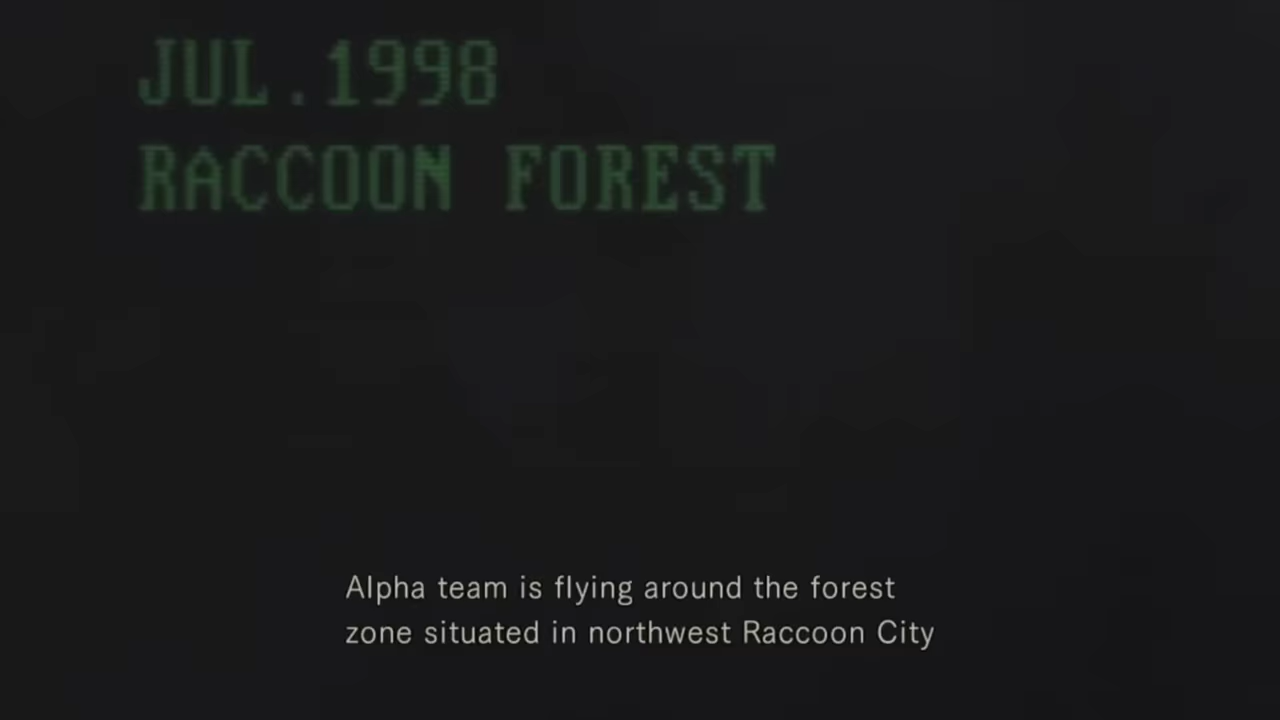 JUL.1998
RACCOON FOREST
Alpha team is flying around the forest
zone situated in northwest Raccoon City